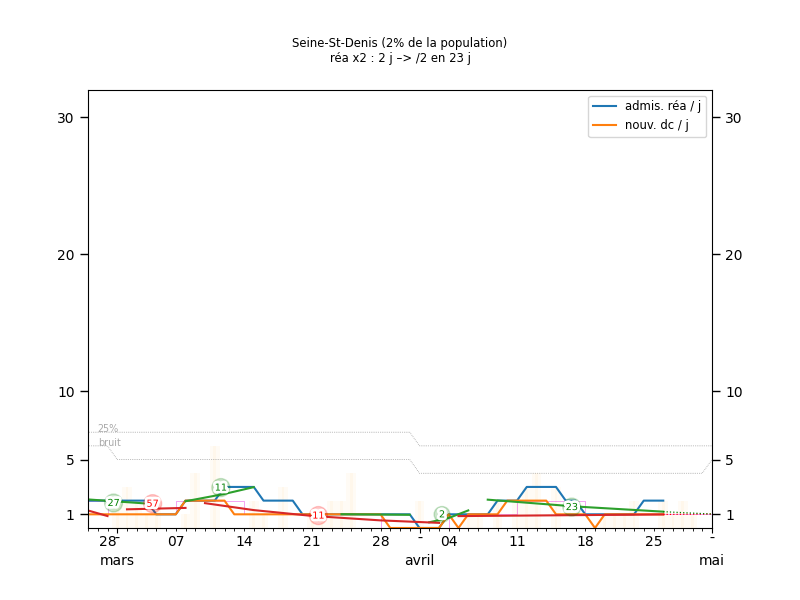 Seine-St-Denis (2% de la population)
réa x2 : 2 j –> /2 en 23 j
admis. réa / j
nouv. dc / j
30 30
20 20
10 10
25%
bruit
5 5
27 57 11 11 2 23
1 1
28 - 07 14 21 28 - 04 11 18 25 -
mars avril mai